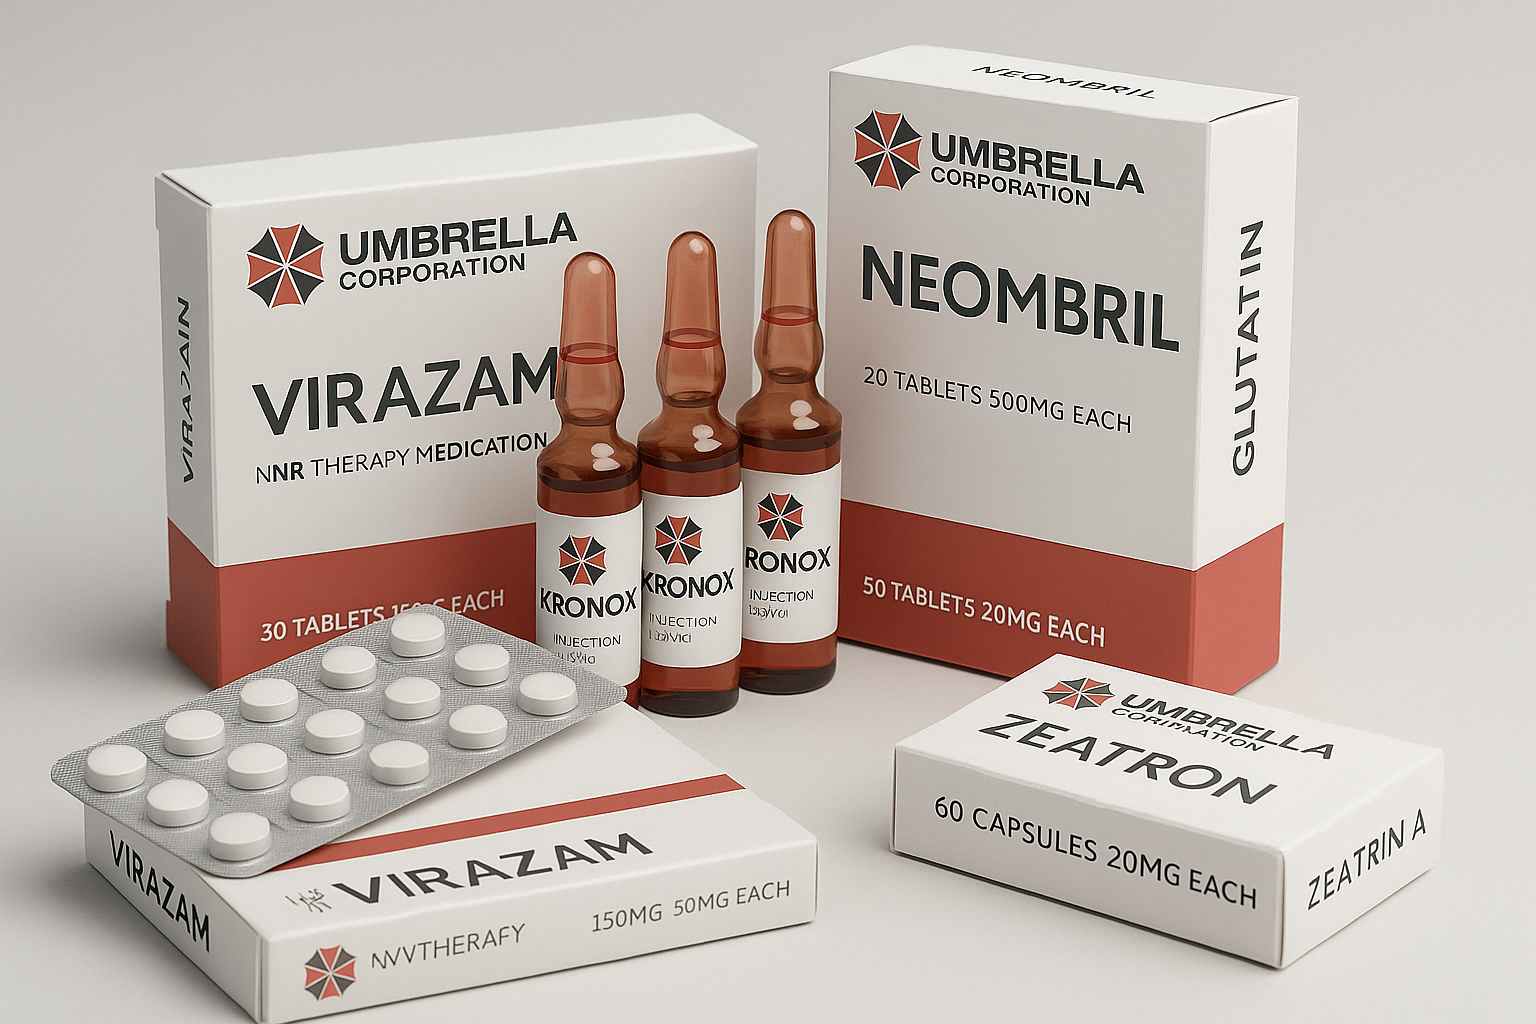 VIRAZAIN
UMBRELLA
CORPORATION
VIRAZAM
NNR THERAPY MEDICATION
30 TABLETS EACH
KRONOX
INJECTION
KRONOX
INJECTION
RONOX
INJECTION
NEOMBRIL
UMBRELLA
CORPORATION
NEOMBRIL
20 TABLETS 500MG EACH
50 TABLETS 20MG EACH
GLUTATIN
VIRAZAM
VIRAZAM
NVVTHERAFY
150MG 50MG EACH
UMBRELLA
ZEATRON
60 CAPSULES 20MG EACH
ZEATRIN A